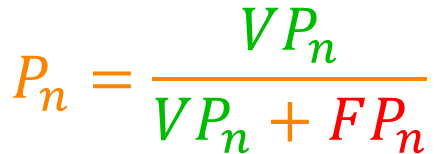 Pₙ = VPₙ / (VPₙ + FPₙ)